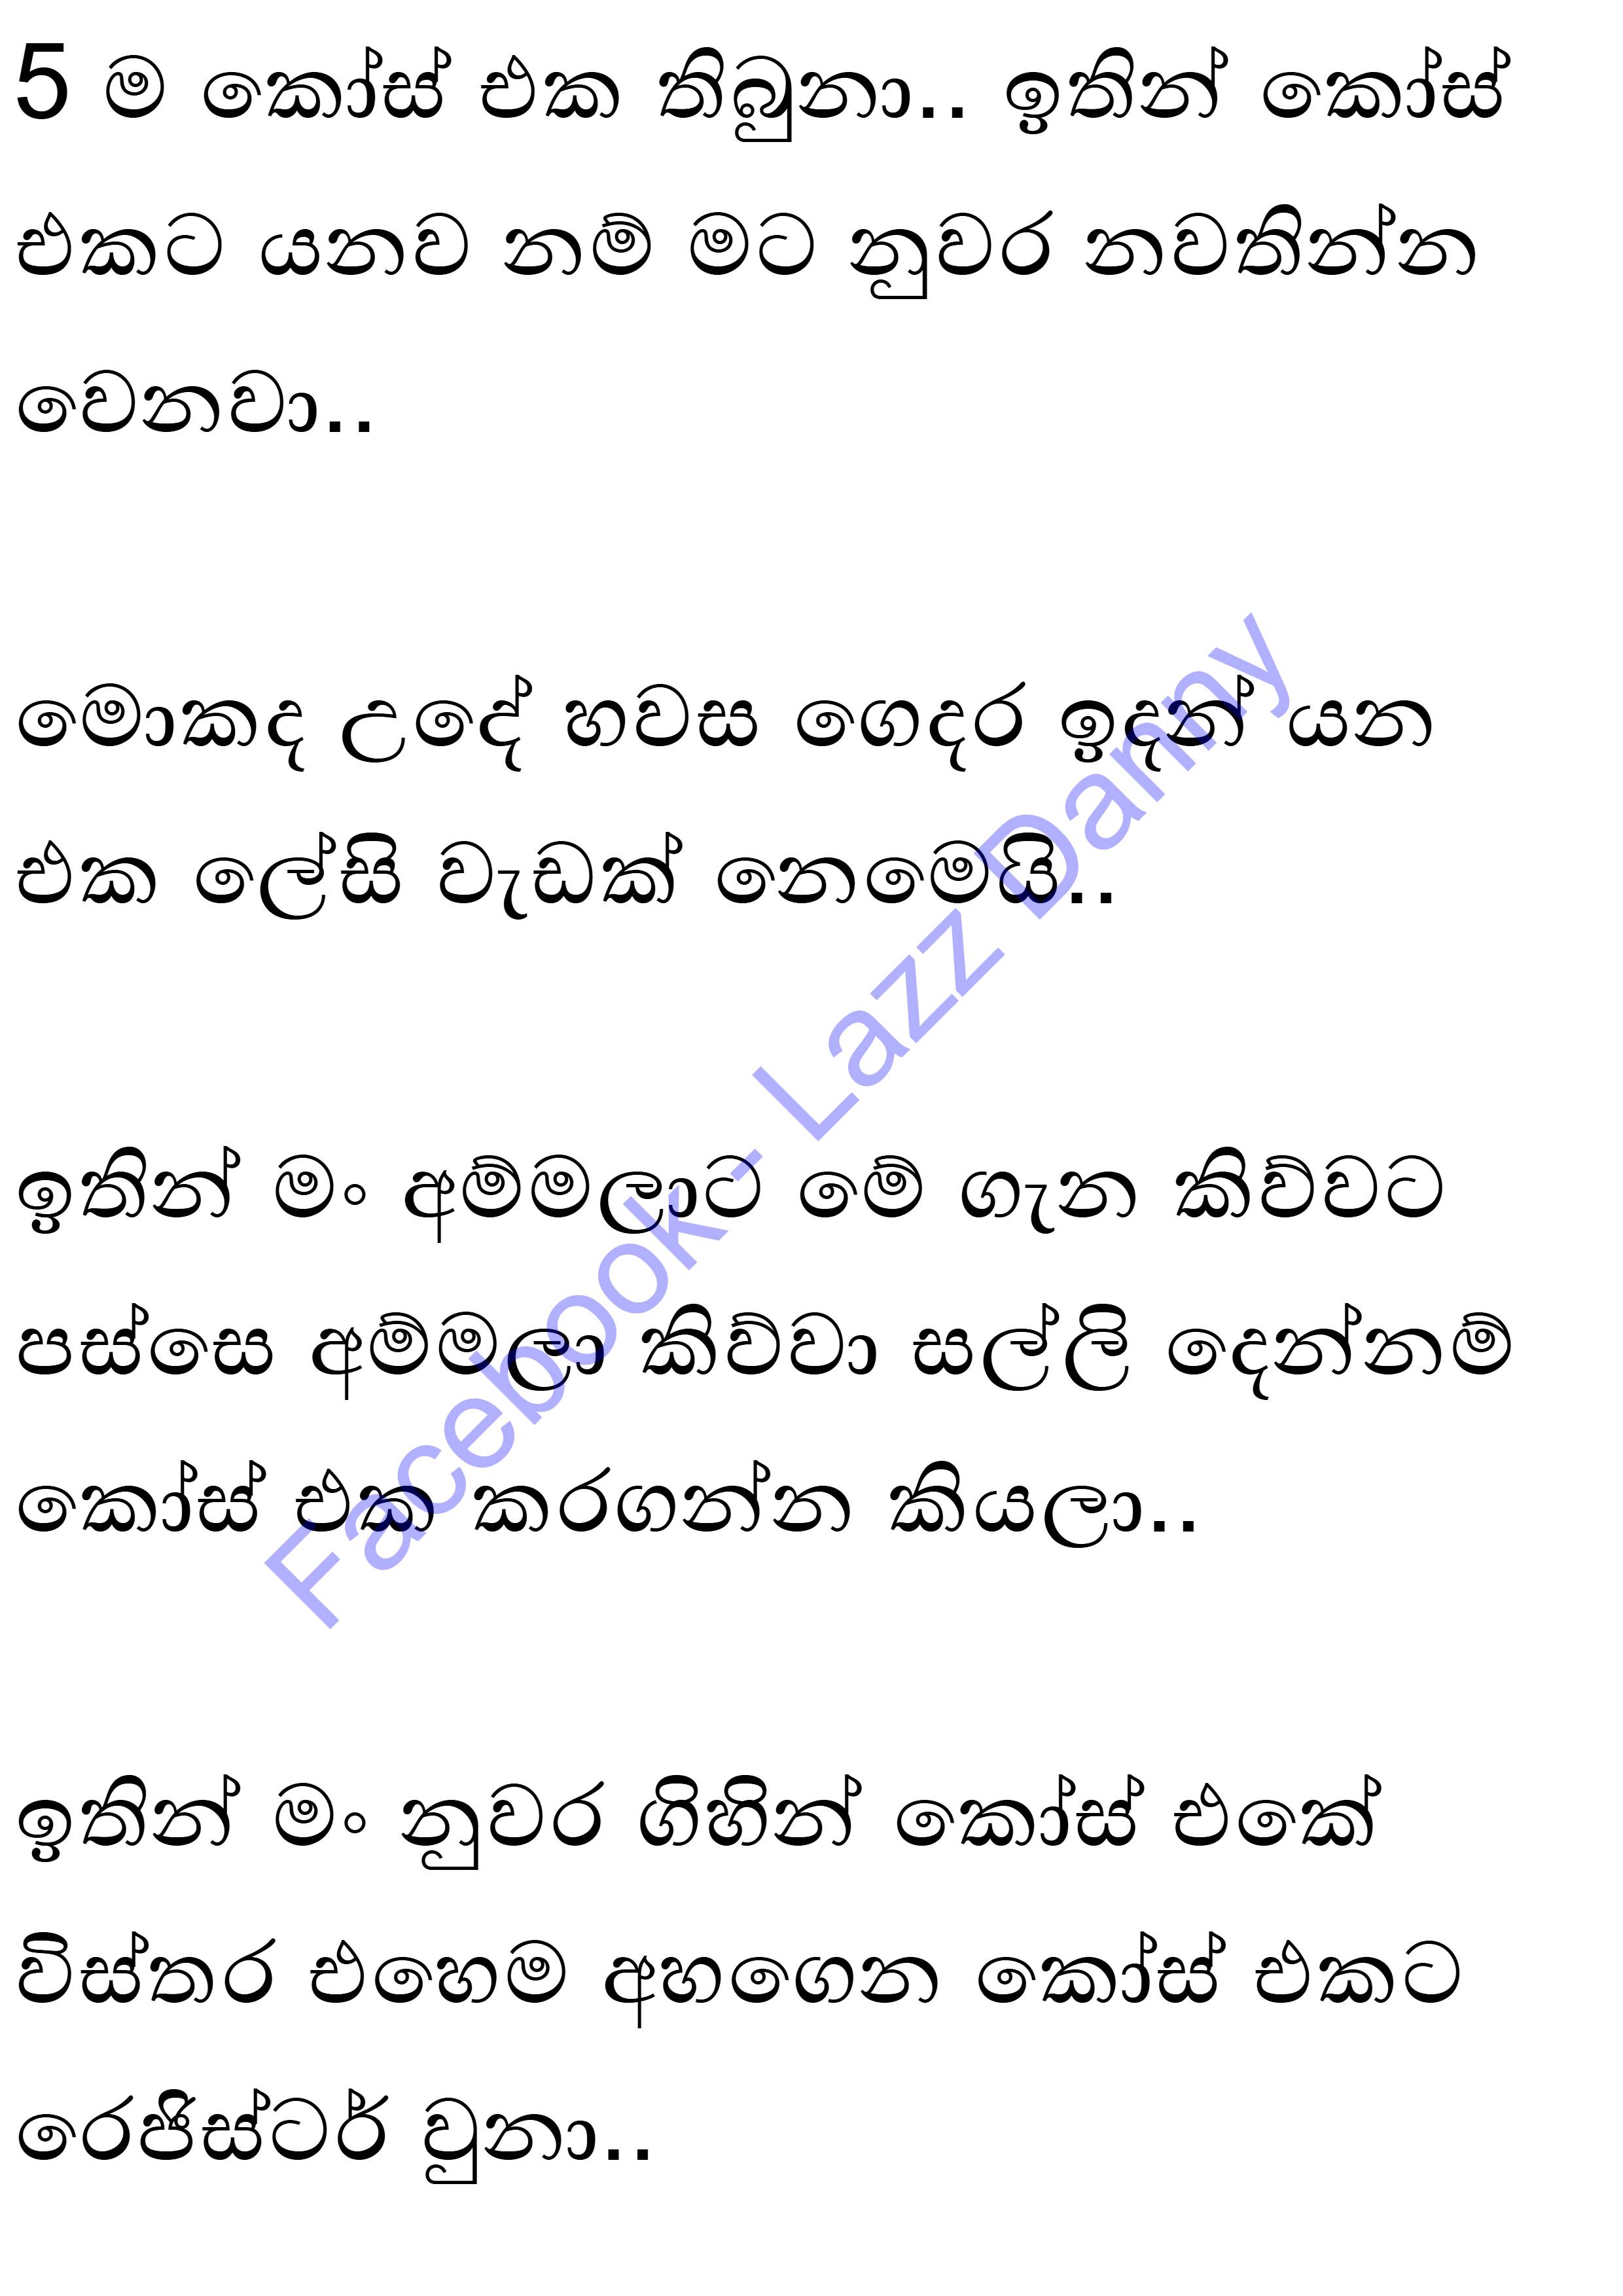 5 ම කෝස් එක තිබුනා.. ඉතින් කෝස්
එකට යනව නම් මට නුවර නවතින්න
වෙනවා..
මොකද උදේ හවස ගෙදර ඉදන් යන
එක ලේසි වැඩක් නෙමෙයි..
ඉතින් මං අම්මලාට මේ ගැන කිව්වට
පස්සෙ අම්මලා කිව්වා සල්ලි දෙන්නම්
කෝස් එක කරගන්න කියලා..
ඉතින් මං නුවර ගිහින් කෝස් එකේ
විස්තර එහෙම අහගෙන කෝස් එකට
රෙජිස්ටර් වුනා..
Facebook - Lazz Danny